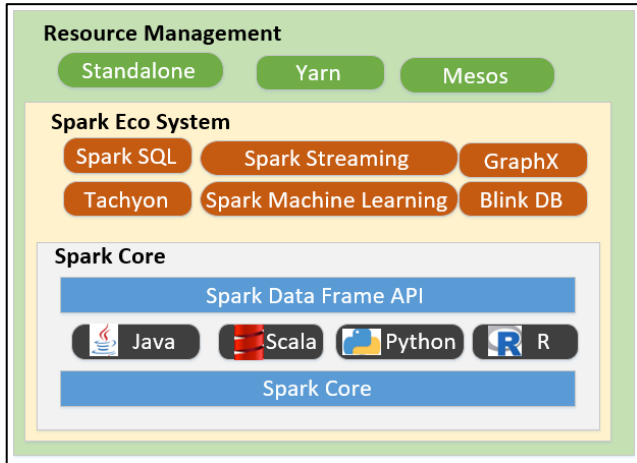 Resource Management
Standalone Yarn Mesos
Spark Eco System
Spark SQL Spark Streaming GraphX
Tachyon Spark Machine Learning Blink DB
Spark Core
Spark Data Frame API
Java Scala Python R
Spark Core